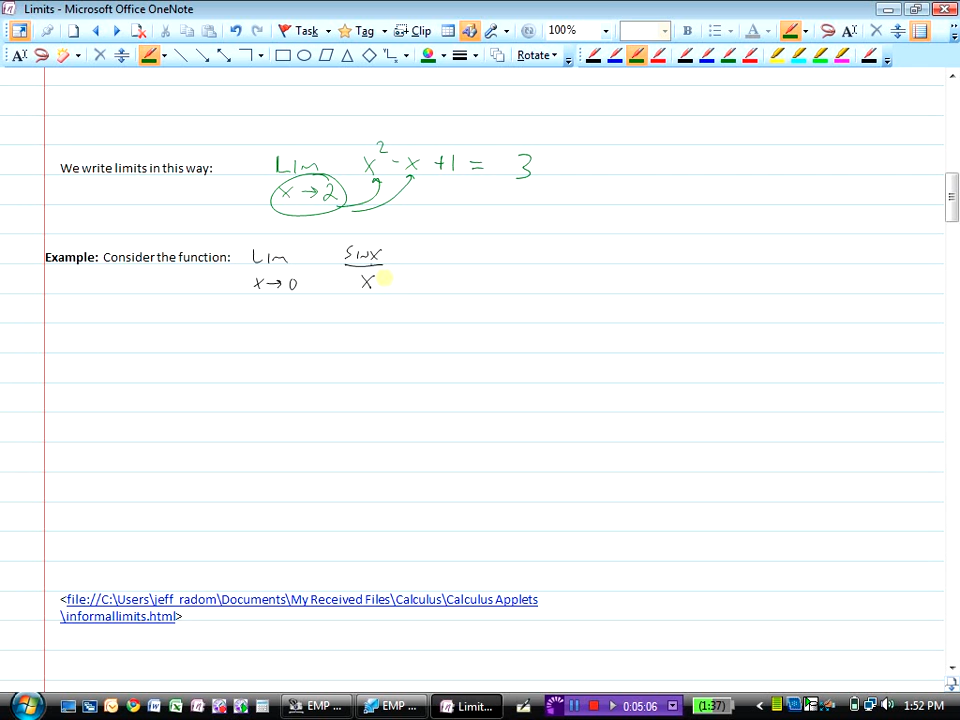 Limits - Microsoft Office OneNote
Task Tag Clip 100% B A A
A Rotate
We write limits in this way: Lim x² - x + 1 = 3
x → 2
Example: Consider the function: Lim sinx
x → 0 x
<file://C:\Users\jeff_radom\Documents\My Received Files\Calculus\Calculus Applets
\informallimits.html>
EMP ... EMP ... Limit... 0:05:06 (1:37) 1:52 PM